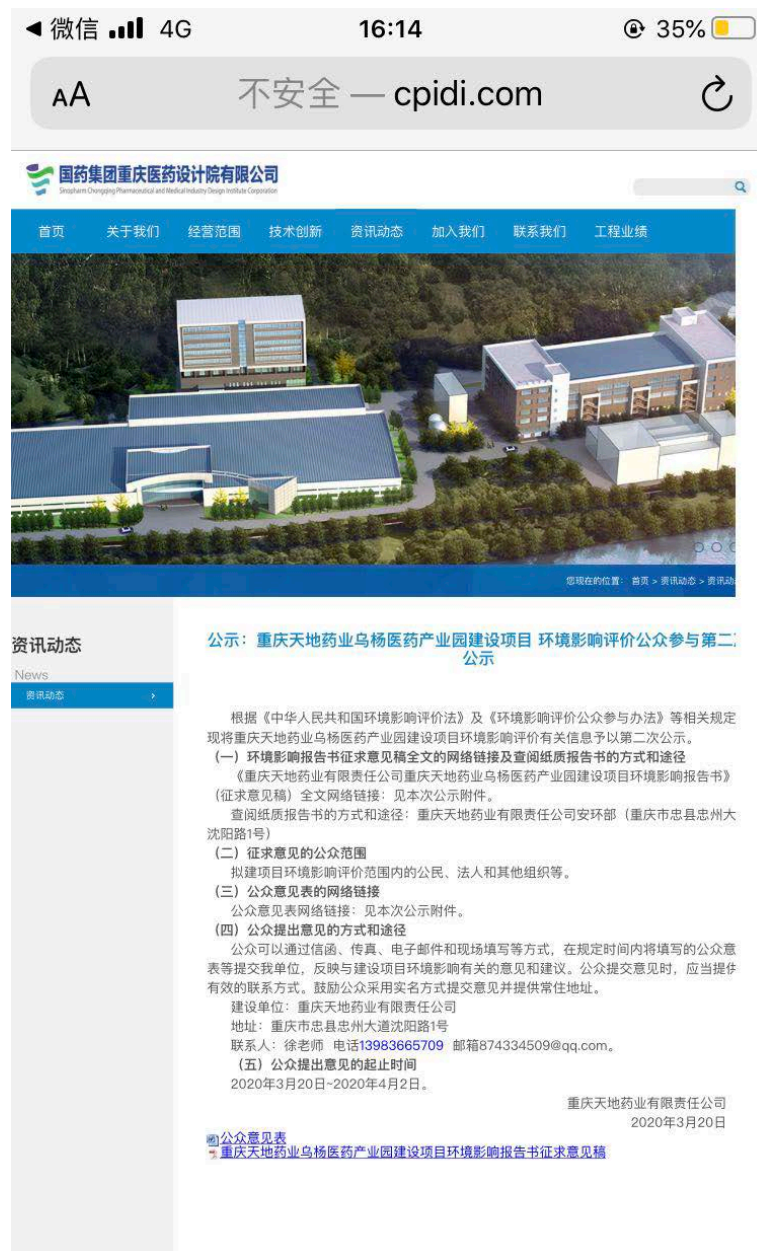 微信 4G 16:14 35%
AA 不安全 — cpidi.com
国药集团重庆医药设计院有限公司
Sinopharm Chongqing Pharmaceutical and Medical Industry Design Institute Corporation
首页 关于我们 经营范围 技术创新 资讯动态 加入我们 联系我们 工程业绩
您现在的位置： 首页 > 资讯动态 > 资讯动
资讯动态
News
资讯动态
公示：重庆天地药业乌杨医药产业园建设项目 环境影响评价公众参与第二
公示
根据《中华人民共和国环境影响评价法》及《环境影响评价公众参与办法》等相关规定
现将重庆天地药业乌杨医药产业园建设项目环境影响评价有关信息予以第二次公示。
（一）环境影响报告书征求意见稿全文的网络链接及查阅纸质报告书的方式和途径
《重庆天地药业有限责任公司重庆天地药业乌杨医药产业园建设项目环境影响报告书》
（征求意见稿）全文网络链接：见本次公示附件。
查阅纸质报告书的方式和途径：重庆天地药业有限责任公司安环部（重庆市忠县忠州大
沈阳路1号）
（二）征求意见的公众范围
拟建项目环境影响评价范围内的公民、法人和其他组织等。
（三）公众意见表的网络链接
公众意见表网络链接：见本次公示附件。
（四）公众提出意见的方式和途径
公众可以通过信函、传真、电子邮件和现场填写等方式，在规定时间内将填写的公众意
表等提交我单位，反映与建设项目环境影响有关的意见和建议。公众提交意见时，应当提供
有效的联系方式。鼓励公众采用实名方式提交意见并提供常住地址。
建设单位：重庆天地药业有限责任公司
地址：重庆市忠县忠州大道沈阳路1号
联系人：徐老师 电话13983665709 邮箱874334509@qq.com。
（五）公众提出意见的起止时间
2020年3月20日~2020年4月2日。
重庆天地药业有限责任公司
2020年3月20日
公众意见表
重庆天地药业乌杨医药产业园建设项目环境影响报告书征求意见稿